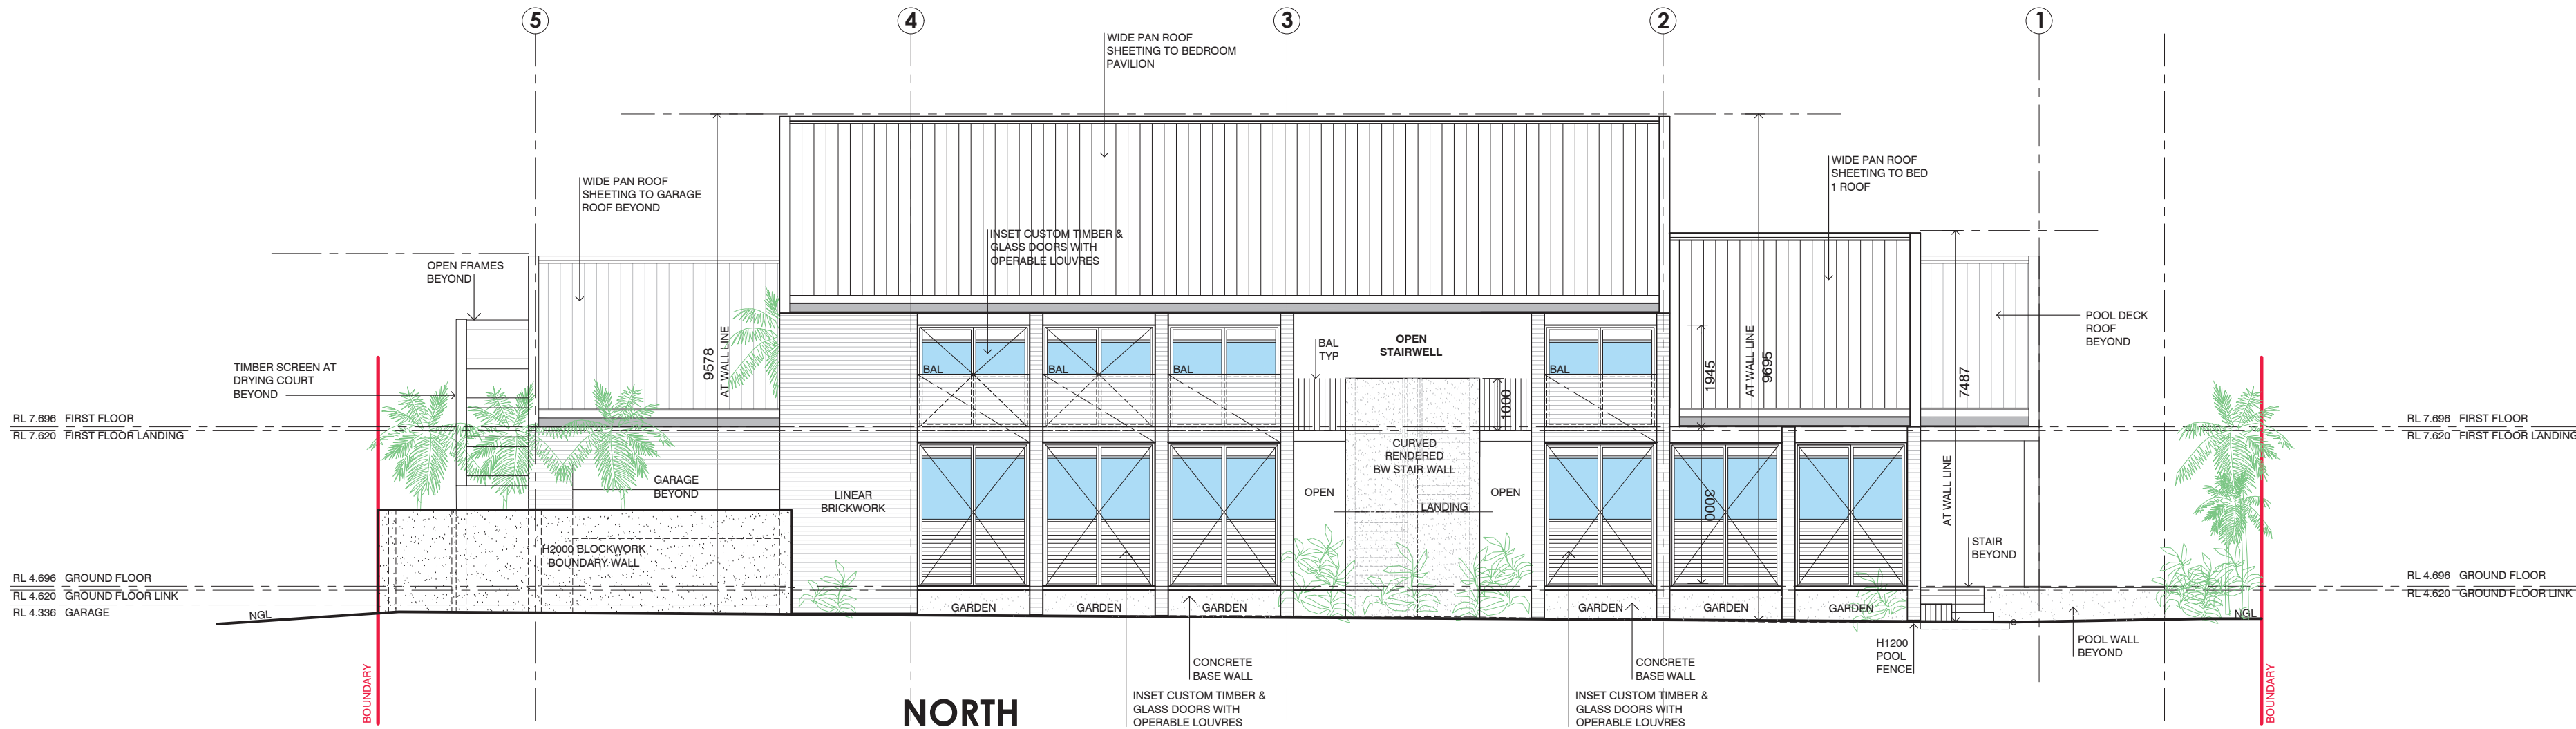 5
4
3
2
1
WIDE PAN ROOF
SHEETING TO BEDROOM
PAVILION
WIDE PAN ROOF
SHEETING TO GARAGE
ROOF BEYOND
WIDE PAN ROOF
SHEETING TO BED
1 ROOF
INSET CUSTOM TIMBER &
GLASS DOORS WITH
OPERABLE LOUVRES
OPEN FRAMES
BEYOND
TIMBER SCREEN AT
DRYING COURT
BEYOND
9578
AT WALL LINE
BAL
BAL
BAL
BAL
TYP
OPEN
STAIRWELL
BAL
1945
AT WALL LINE
9695
7487
AT WALL LINE
POOL DECK
ROOF
BEYOND
1000
3000
RL 7.696 FIRST FLOOR
RL 7.620 FIRST FLOOR LANDING
RL 7.696 FIRST FLOOR
RL 7.620 FIRST FLOOR LANDING
GARAGE
BEYOND
LINEAR
BRICKWORK
OPEN
CURVED
RENDERED
BW STAIR WALL
LANDING
OPEN
H2000 BLOCKWORK
BOUNDARY WALL
STAIR
BEYOND
RL 4.696 GROUND FLOOR
RL 4.620 GROUND FLOOR LINK
RL 4.336 GARAGE
RL 4.696 GROUND FLOOR
RL 4.620 GROUND FLOOR LINK
NGL
GARDEN
GARDEN
GARDEN
GARDEN
GARDEN
GARDEN
NGL
BOUNDARY
CONCRETE
BASE WALL
INSET CUSTOM TIMBER &
GLASS DOORS WITH
OPERABLE LOUVRES
CONCRETE
BASE WALL
INSET CUSTOM TIMBER &
GLASS DOORS WITH
OPERABLE LOUVRES
H1200
POOL
FENCE
POOL WALL
BEYOND
BOUNDARY
NORTH